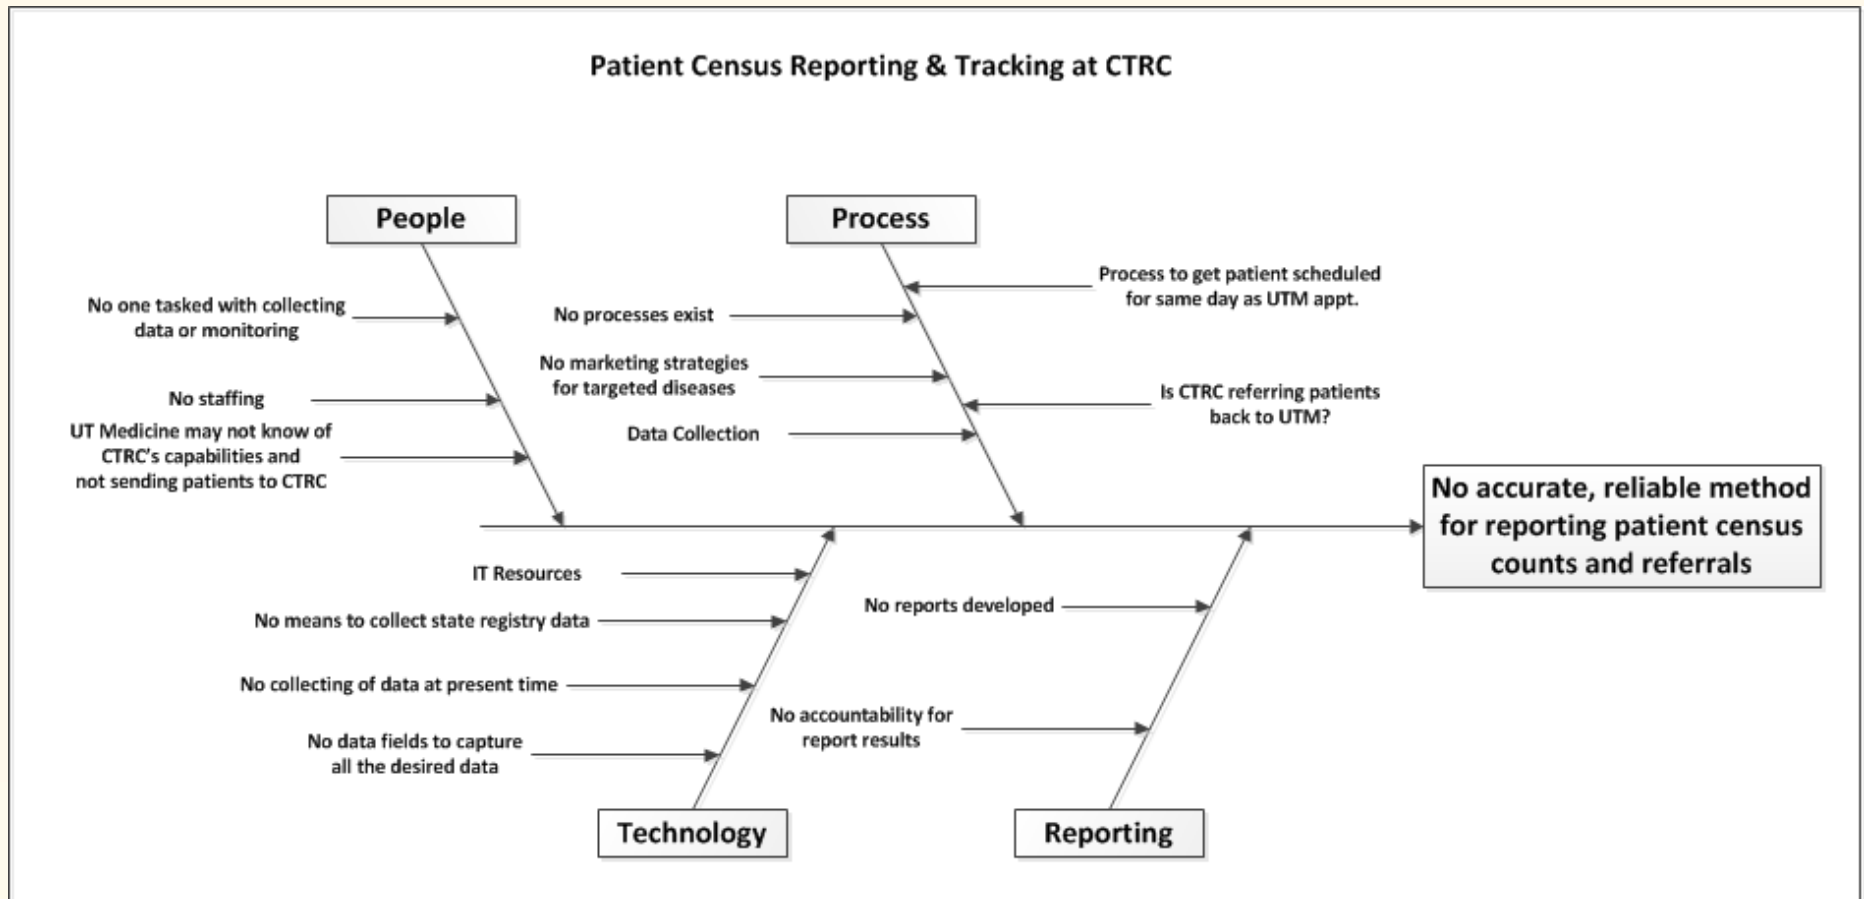 Patient Census Reporting & Tracking at CTRC
People
No one tasked with collecting
data or monitoring
No staffing
UT Medicine may not know of
CTRC's capabilities and
not sending patients to CTRC
Process
Process to get patient scheduled
for same day as UTM appt.
No processes exist
No marketing strategies
for targeted diseases
Is CTRC referring patients
back to UTM?
Data Collection
No accurate, reliable method
for reporting patient census
counts and referrals
IT Resources
No means to collect state registry data
No collecting of data at present time
No data fields to capture
all the desired data
Technology
No reports developed
No accountability for
report results
Reporting